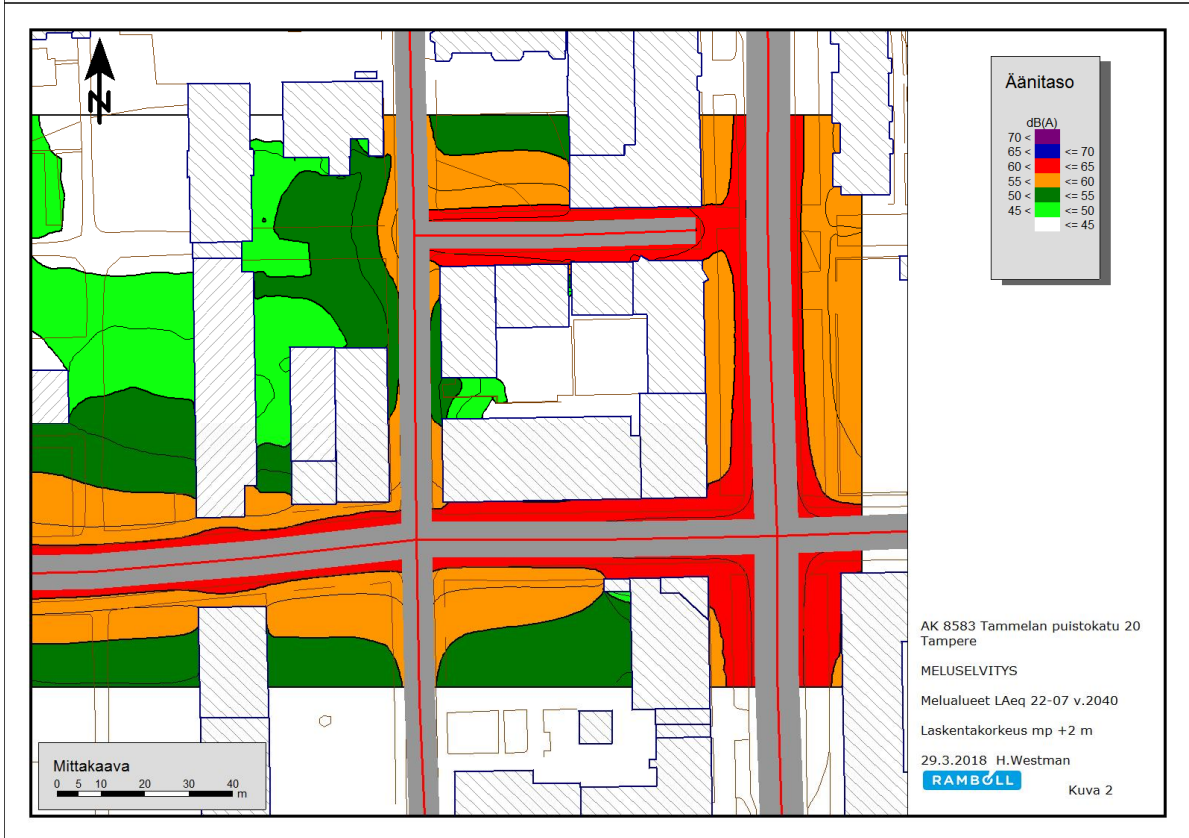 N
Äänitaso
dB(A)
70 <
65 < <= 70
60 < <= 65
55 < <= 60
50 < <= 55
45 < <= 50
<= 45
AK 8583 Tammelan puistokatu 20
Tampere
MELUSELVITYS
Melualueet LAeq 22-07 v.2040
Laskentakorkeus mp +2 m
29.3.2018 H.Westman
RAMBOLL
Kuva 2
Mittakaava
0 5 10 20 30 40
m